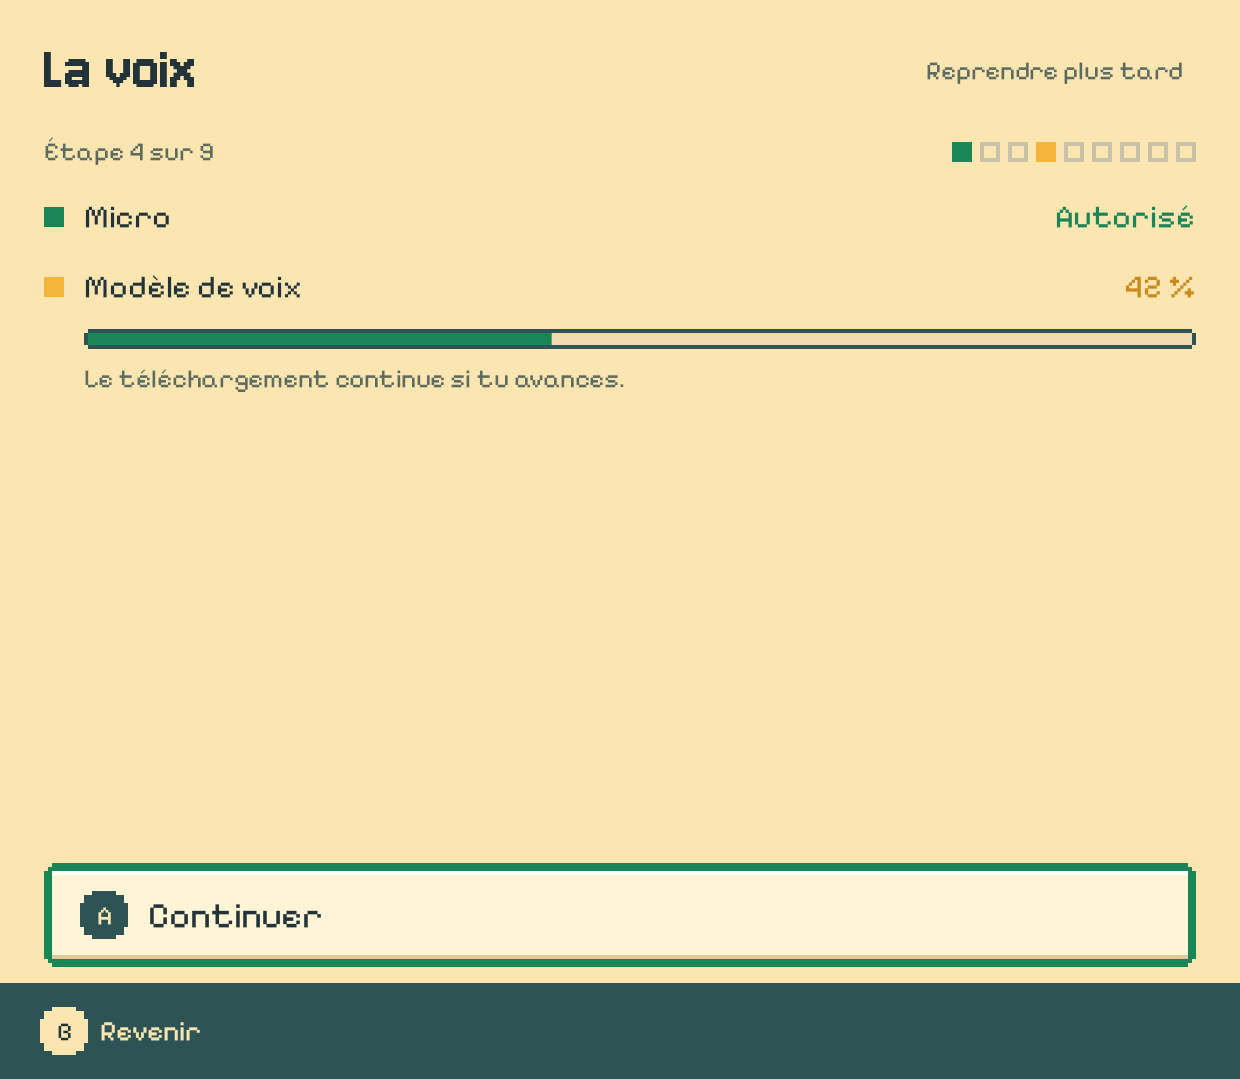 La voix
Reprendre plus tard
Étape 4 sur 9
Micro
Autorisé
Modèle de voix
42 %
Le téléchargement continue si tu avances.
A Continuer
B Revenir